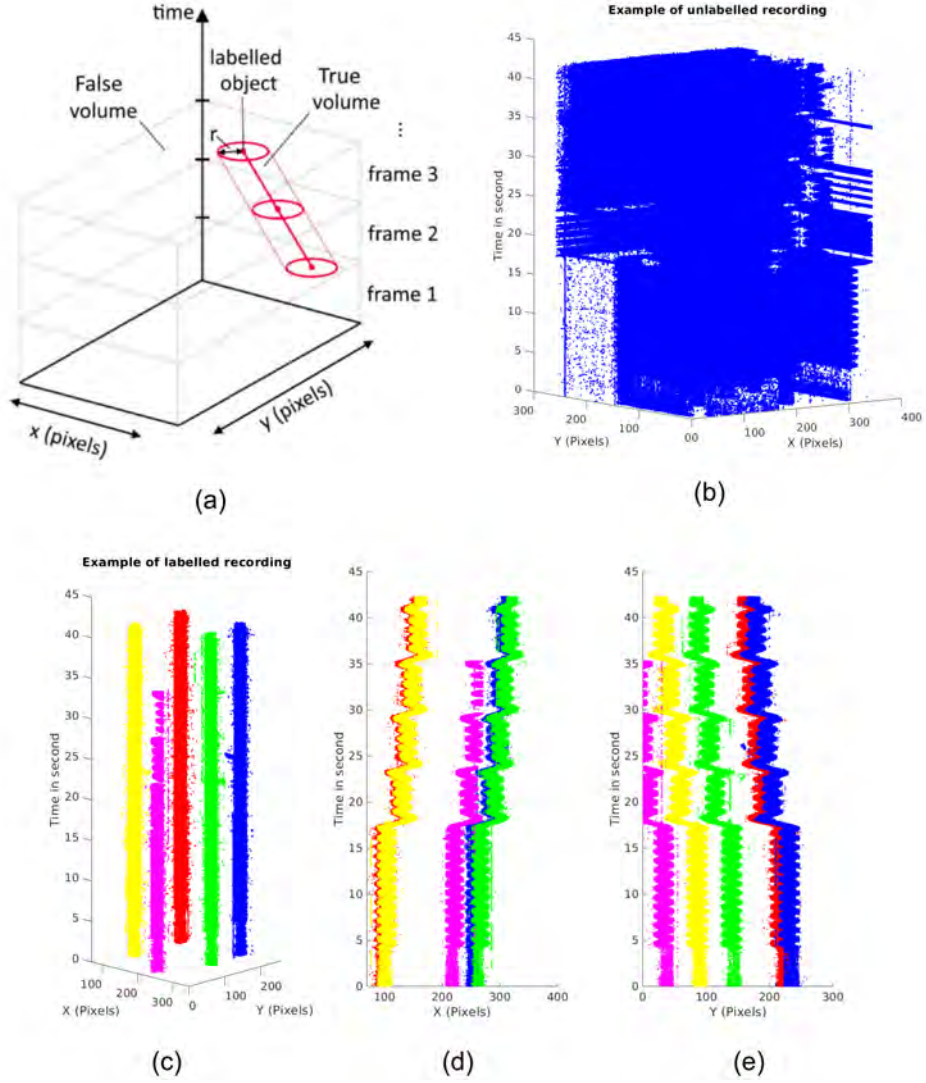 time
labelled
object
True
volume
False
volume
r
...
frame 3
frame 2
frame 1
x (pixels)
y (pixels)
(a)
Example of unlabelled recording
45
40
35
30
25
20
15
10
5
0
Time in second
300
200
100
00
100
200
300
400
Y (Pixels)
X (Pixels)
(b)
Example of labelled recording
45
40
35
30
25
20
15
10
5
0
Time in second
100
200
300
0
100
200
X (Pixels)
Y (Pixels)
(c)
45
40
35
30
25
20
15
10
5
0
Time in second
100
200
300
400
X (Pixels)
(d)
45
40
35
30
25
20
15
10
5
0
Time in second
0
100
200
300
Y (Pixels)
(e)